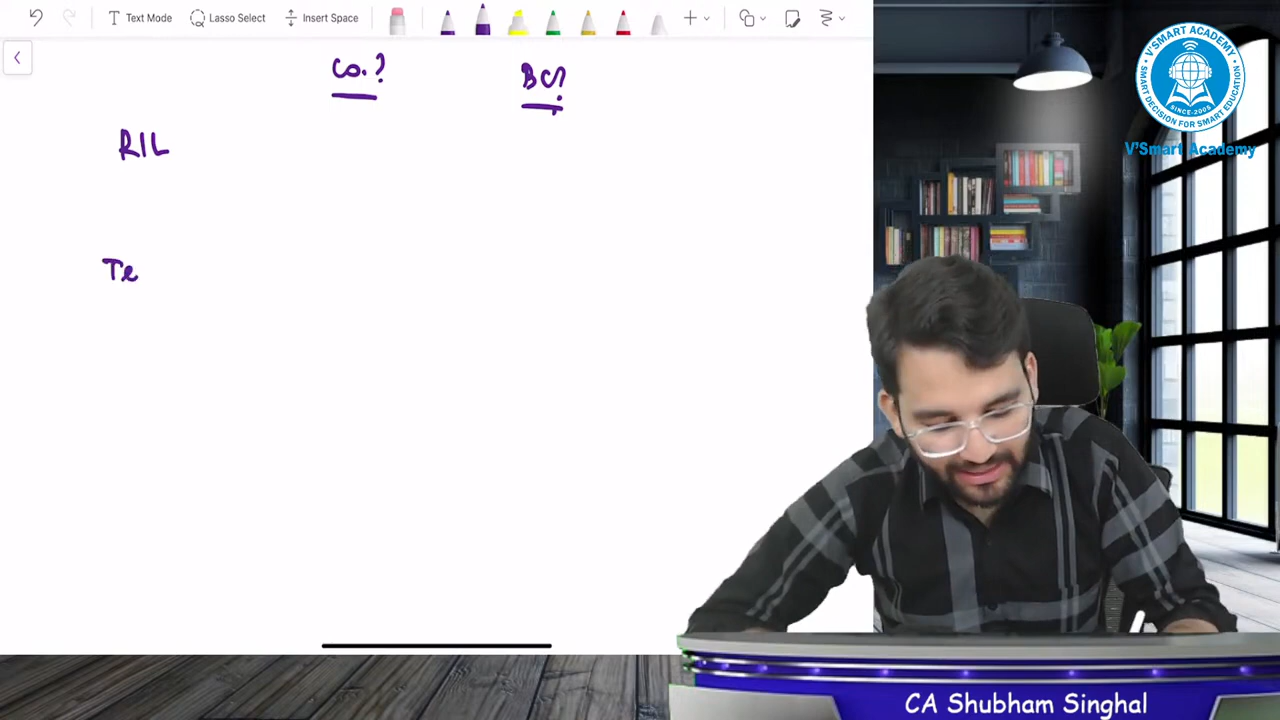 Text Mode Lasso Select Insert Space
Co.? BC?
RIL
Te
V'SMART ACADEMY
SMART DECISION FOR SMART EDUCATION
SINCE-2005
V'Smart Academy
CA Shubham Singhal